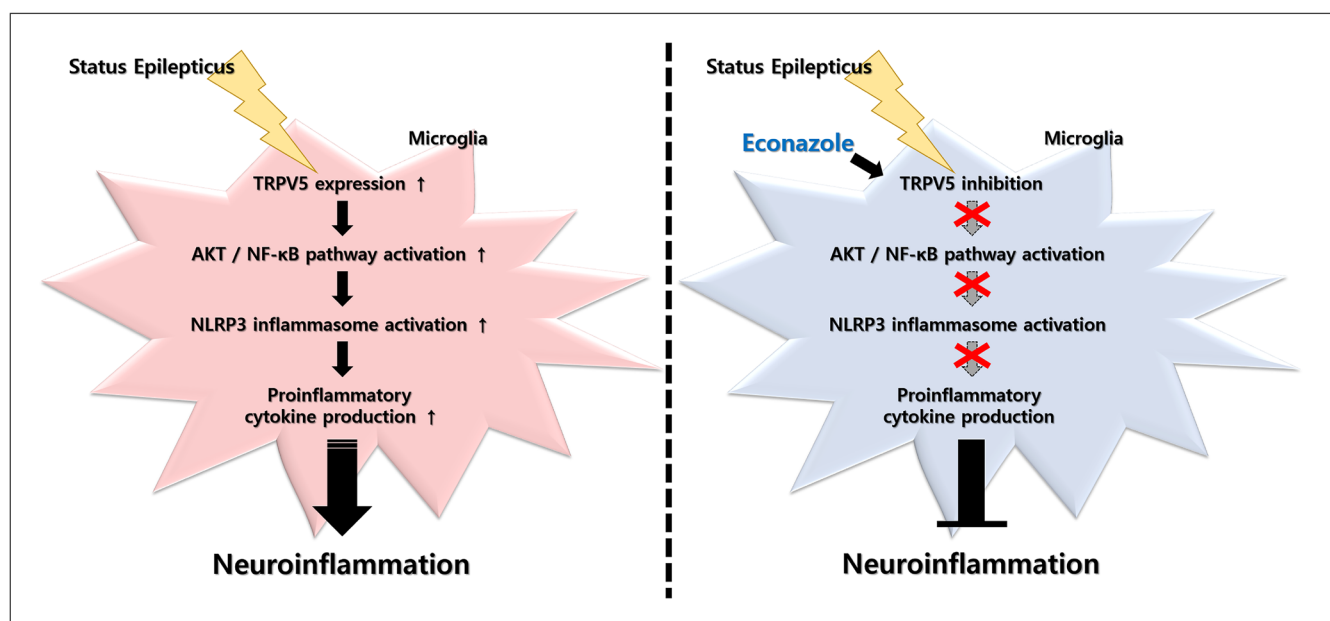 Status Epilepticus
Microglia
TRPV5 expression ↑
AKT / NF-κB pathway activation ↑
NLRP3 inflammasome activation ↑
Proinflammatory
cytokine production ↑
Neuroinflammation
Status Epilepticus
Microglia
Econazole
TRPV5 inhibition
AKT / NF-κB pathway activation
NLRP3 inflammasome activation
Proinflammatory
cytokine production
Neuroinflammation